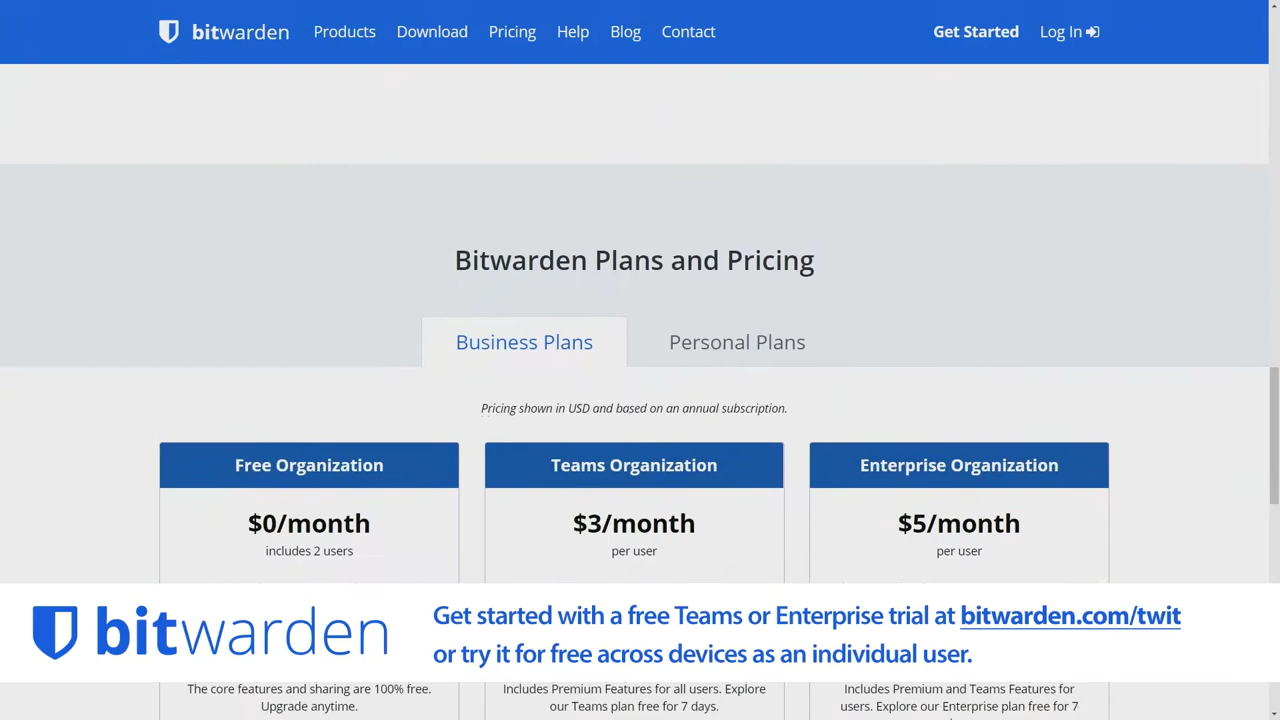 bitwarden Products Download Pricing Help Blog Contact Get Started Log In
Bitwarden Plans and Pricing
Business Plans Personal Plans
Pricing shown in USD and based on an annual subscription.
Free Organization Teams Organization Enterprise Organization
$0/month $3/month $5/month
includes 2 users per user per user
bitwarden
Get started with a free Teams or Enterprise trial at bitwarden.com/twit
or try it for free across devices as an individual user.
The core features and sharing are 100% free. Includes Premium Features for all users. Explore Includes Premium and Teams Features for
Upgrade anytime. our Teams plan free for 7 days. users. Explore our Enterprise plan free for 7